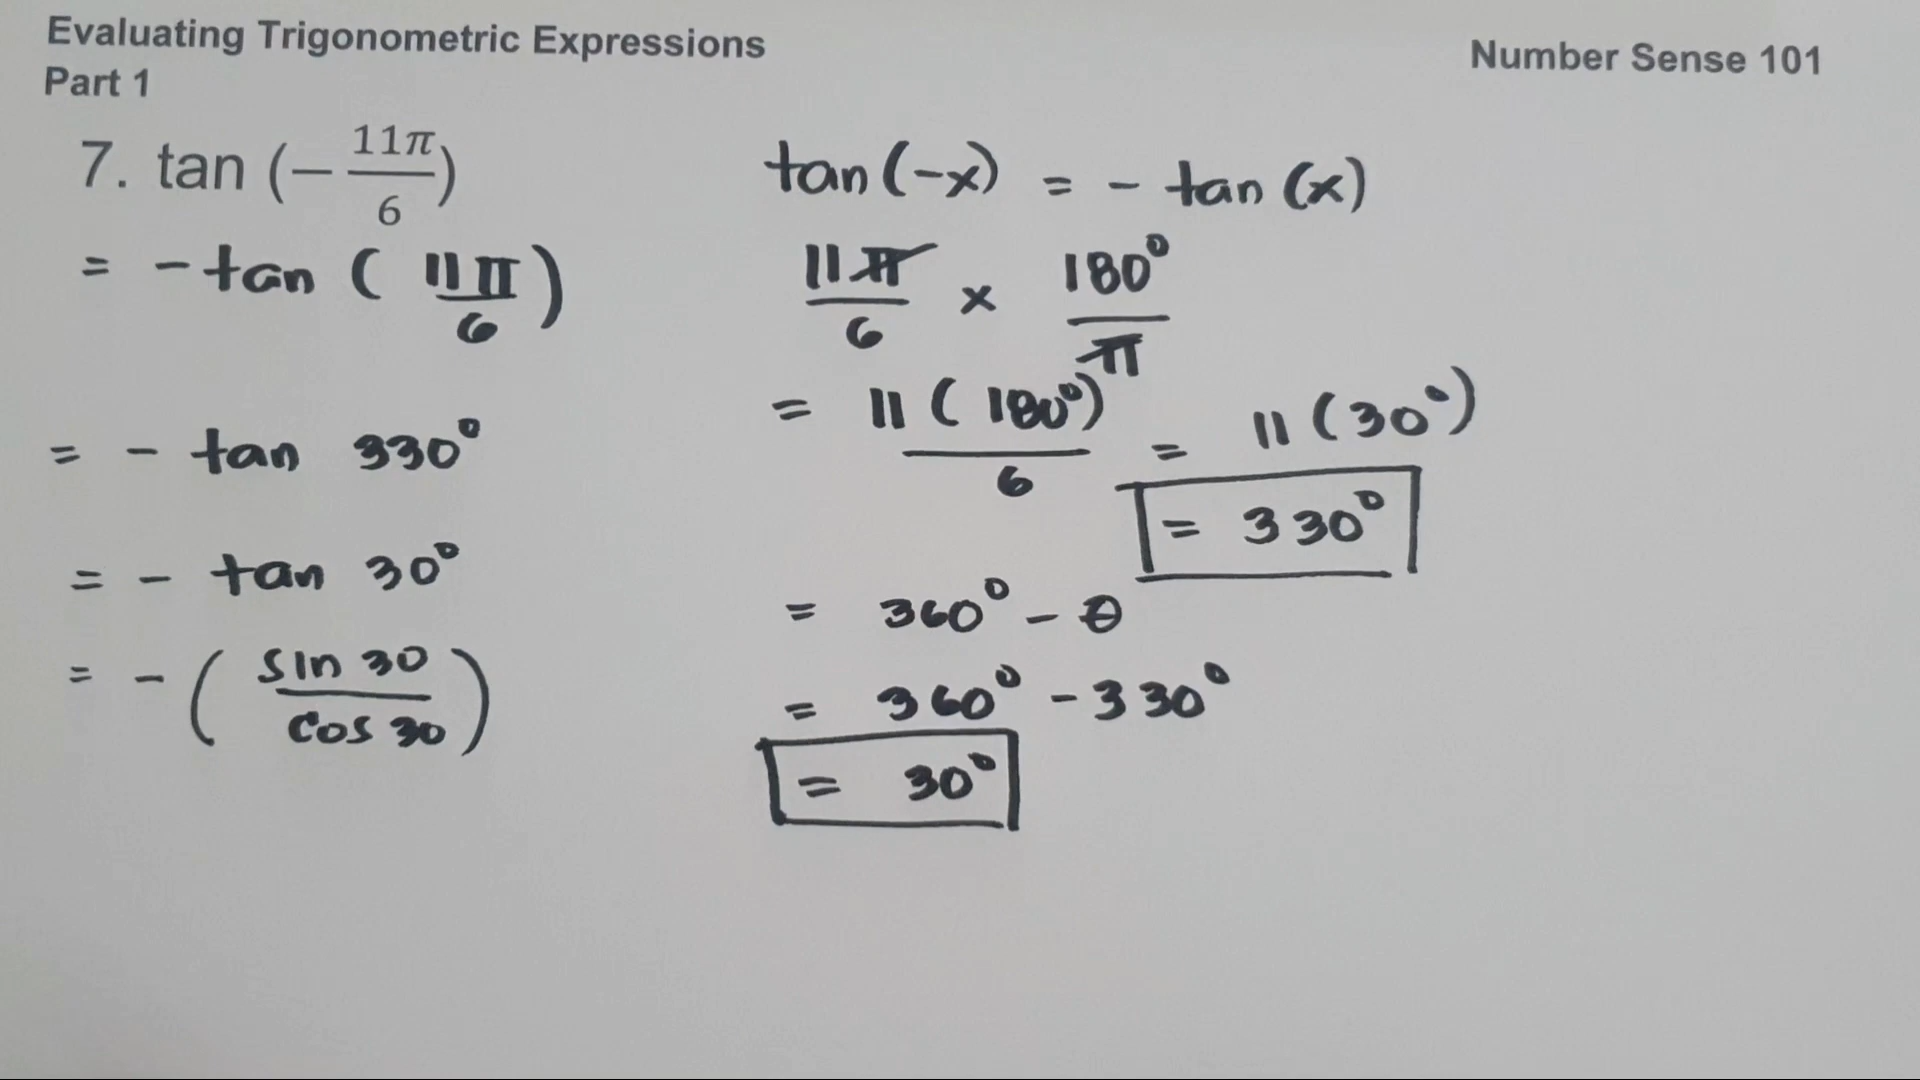 Evaluating Trigonometric Expressions
Part 1
Number Sense 101
7. tan (− 11π/6)
= - tan ( 11π/6 )
= - tan 330°
= - tan 30°
= - ( sin 30 / cos 30 )
tan (-x) = - tan (x)
11π/6 x 180°/π
= 11 ( 180° )/6 = 11 ( 30° )
= 330°
= 360° - θ
= 360° - 330°
= 30°